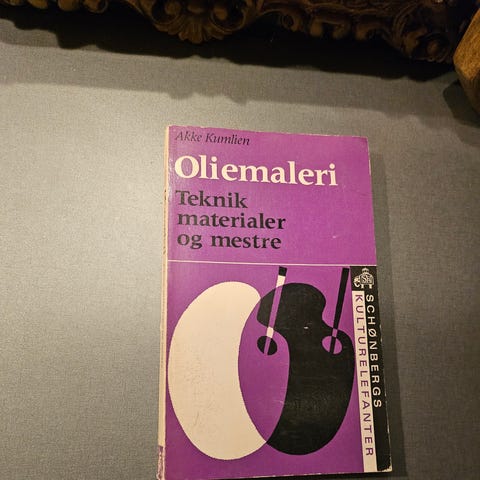 Akke Kumlien
Oliemaleri
Teknik
materialer
og mestre
SCHØNBERGS
KULTURELEFANTER